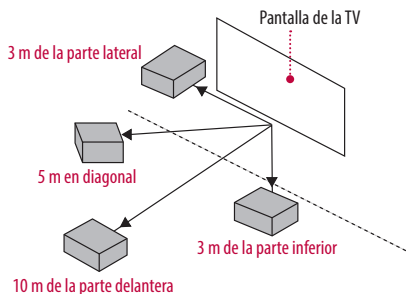 Pantalla de la TV
3 m de la parte lateral
5 m en diagonal
3 m de la parte inferior
10 m de la parte delantera